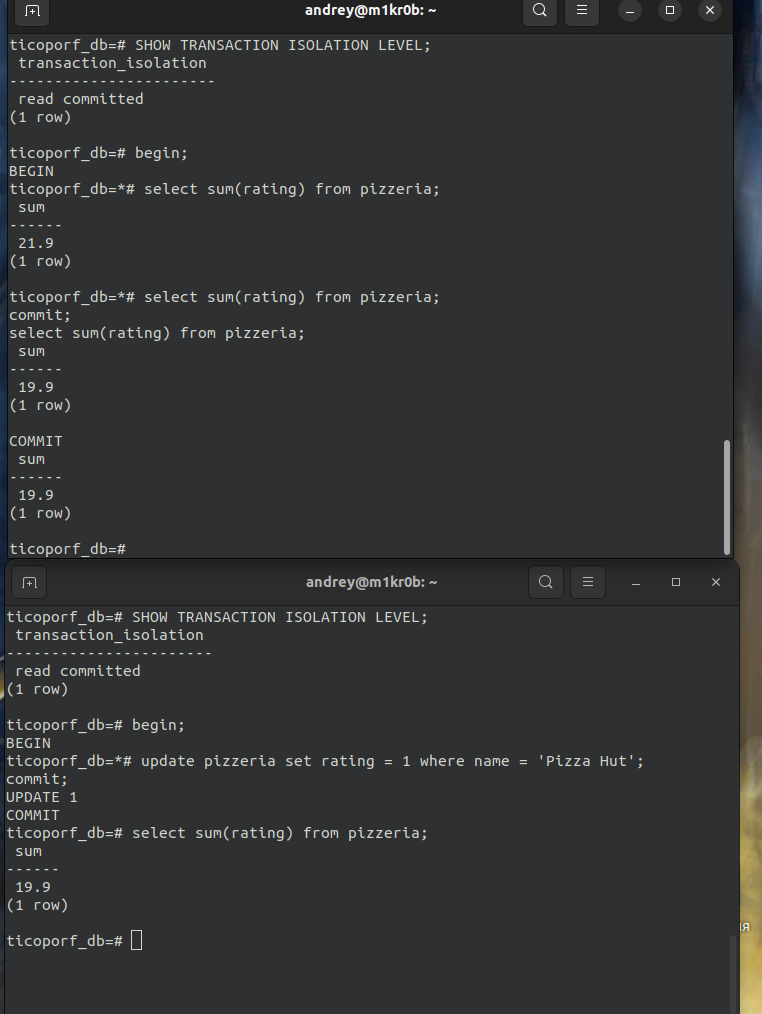 andrey@m1kr0b: ~
ticoporf_db=# SHOW TRANSACTION ISOLATION LEVEL;
 transaction_isolation
-----------------------
 read committed
(1 row)

ticoporf_db=# begin;
BEGIN
ticoporf_db=*# select sum(rating) from pizzeria;
 sum
------
 21.9
(1 row)

ticoporf_db=*# select sum(rating) from pizzeria;
commit;
select sum(rating) from pizzeria;
 sum
------
 19.9
(1 row)

COMMIT
 sum
------
 19.9
(1 row)

ticoporf_db=#
andrey@m1kr0b: ~
ticoporf_db=# SHOW TRANSACTION ISOLATION LEVEL;
 transaction_isolation
-----------------------
 read committed
(1 row)

ticoporf_db=# begin;
BEGIN
ticoporf_db=*# update pizzeria set rating = 1 where name = 'Pizza Hut';
commit;
UPDATE 1
COMMIT
ticoporf_db=# select sum(rating) from pizzeria;
 sum
------
 19.9
(1 row)

ticoporf_db=#